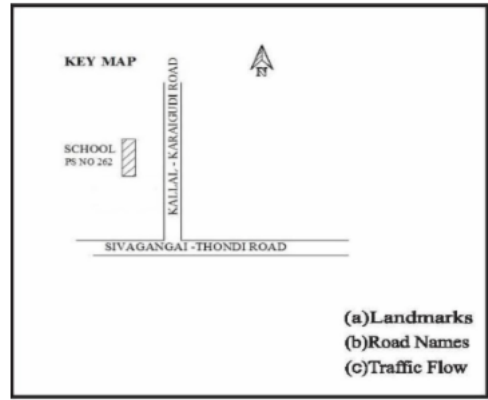 KEY MAP
N
KALLAL - KARAIGUDI ROAD
SCHOOL
PS NO 262
SIVAGANGAI -THONDI ROAD
(a)Landmarks
(b)Road Names
(c)Traffic Flow